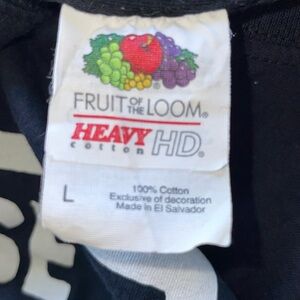 FRUIT OF THE LOOM®
HEAVY HD®
cotton
L
100% Cotton
Exclusive of decoration
Made in El Salvador